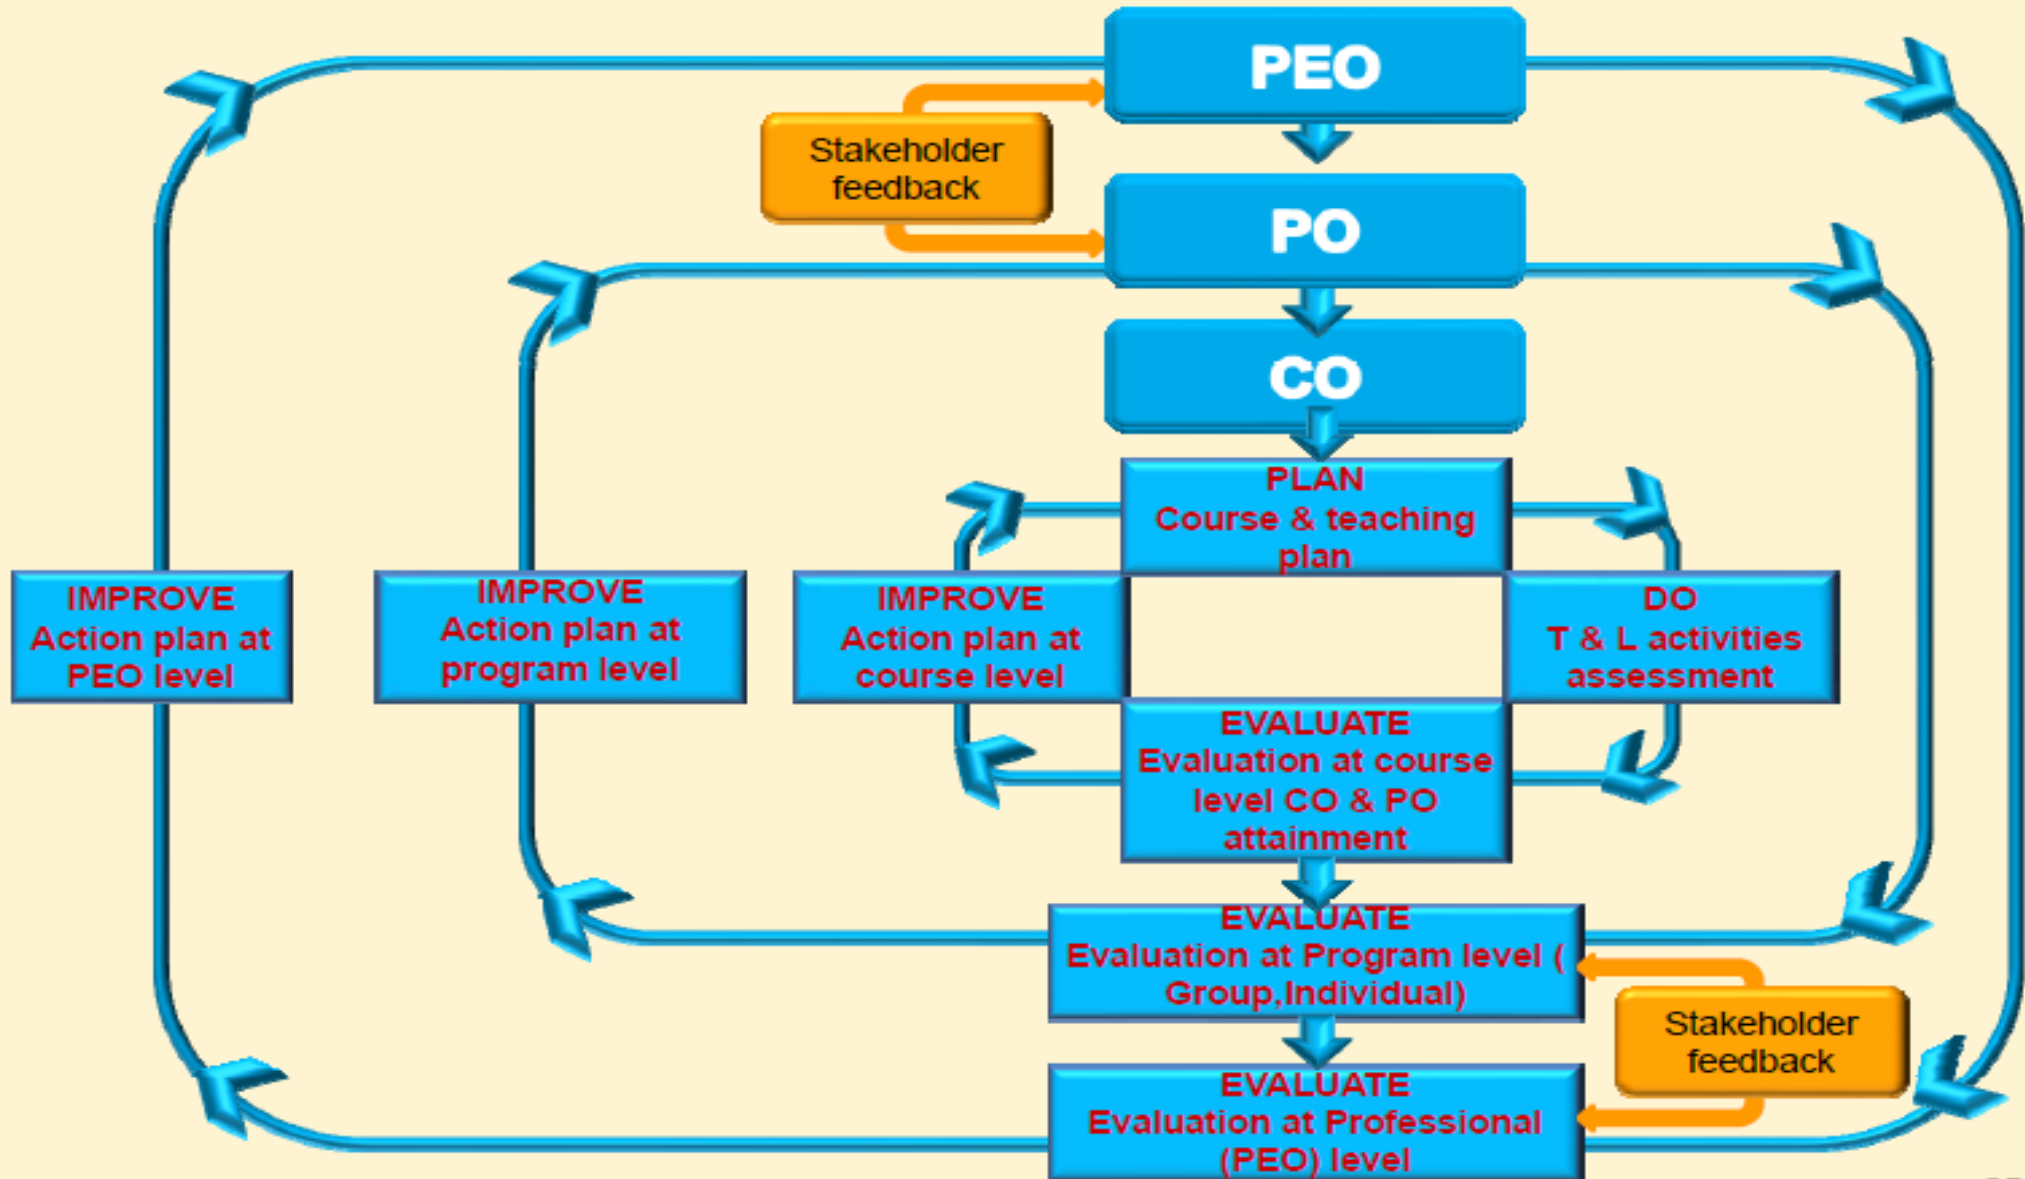 PEO
Stakeholder
feedback
PO
CO
PLAN
Course & teaching
plan
IMPROVE
Action plan at
PEO level
IMPROVE
Action plan at
program level
IMPROVE
Action plan at
course level
DO
T & L activities
assessment
EVALUATE
Evaluation at course
level CO & PO
attainment
EVALUATE
Evaluation at Program level (
Group,Individual)
Stakeholder
feedback
EVALUATE
Evaluation at Professional
(PEO) level